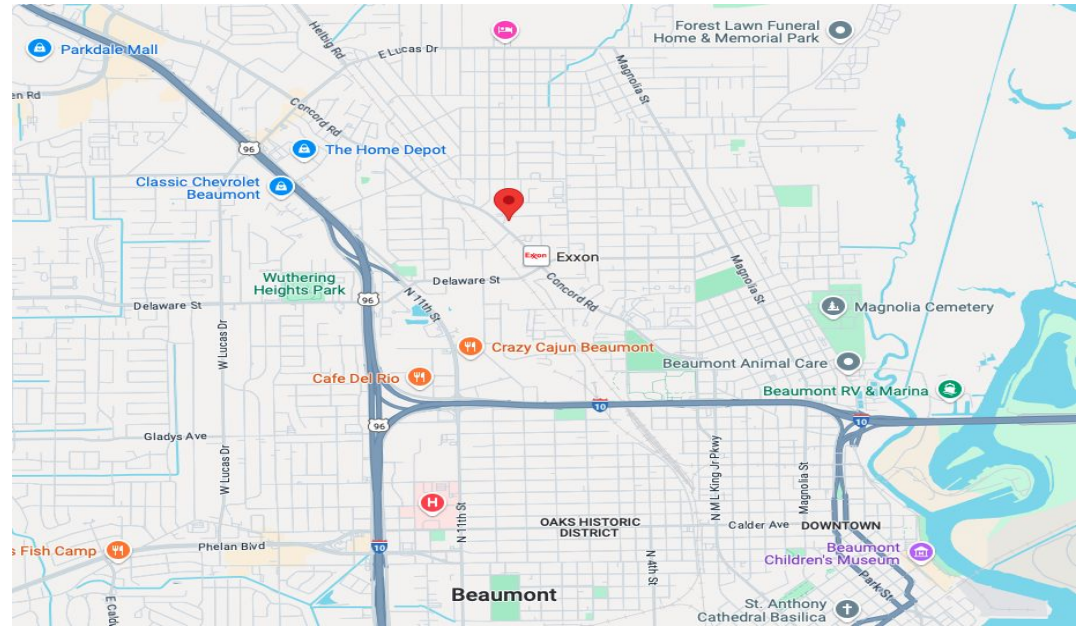 Forest Lawn Funeral
Home & Memorial Park
Helbig Rd
E Lucas Dr
Parkdale Mall
Magnolia St
en Rd
Concord Rd
96
The Home Depot
Classic Chevrolet
Beaumont
Exxon
Exxon
Wuthering
Heights Park
Delaware St
Concord Rd
Magnolia St
N 11th St
96
Delaware St
Magnolia Cemetery
W Lucas Dr
Crazy Cajun Beaumont
Beaumont Animal Care
Cafe Del Rio
Beaumont RV & Marina
10
10
96
Gladys Ave
W Lucas Dr
N M L King Jr Pkwy
Magnolia St
H
N 11th St
OAKS HISTORIC
DISTRICT
Calder Ave
DOWNTOWN
s Fish Camp
Phelan Blvd
10
N 4th St
Beaumont
Children's Museum
E Cald
Beaumont
Park St
St. Anthony
Cathedral Basilica